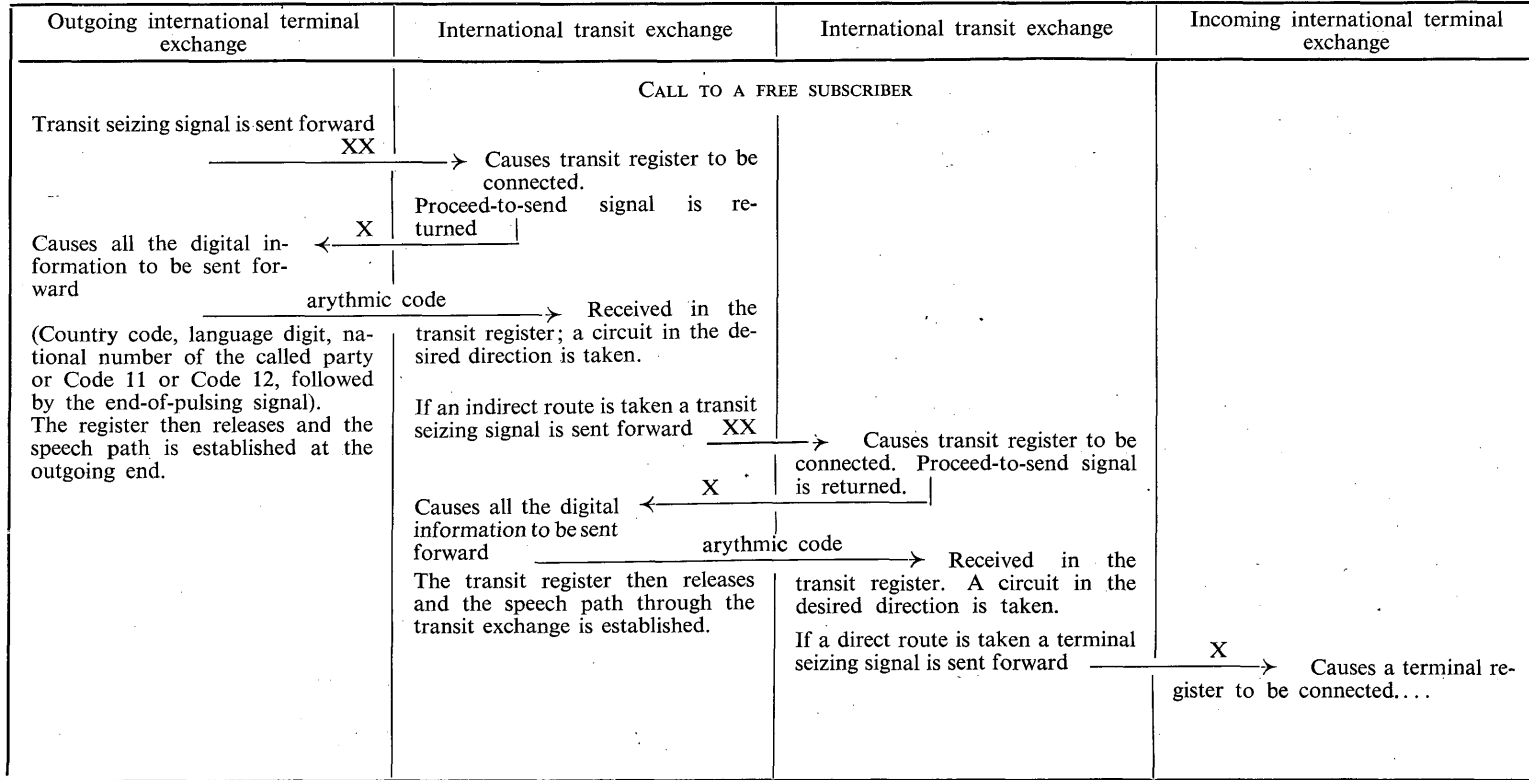 Outgoing international terminal
exchange
International transit exchange
International transit exchange
Incoming international terminal
exchange
CALL TO A FREE SUBSCRIBER
Transit seizing signal is sent forward
XX
Causes transit register to be
connected.
Proceed-to-send signal is re-
turned
X
Causes all the digital in-
formation to be sent for-
ward
arythmic code
(Country code, language digit, na-
tional number of the called party
or Code 11 or Code 12, followed
by the end-of-pulsing signal).
The register then releases and the
speech path is established at the
outgoing end.
Received in the
transit register; a circuit in the de-
sired direction is taken.
If an indirect route is taken a transit
seizing signal is sent forward XX
Causes transit register to be
connected. Proceed-to-send signal
is returned.
X
Causes all the digital
information to be sent
forward
arythmic code
The transit register then releases
and the speech path through the
transit exchange is established.
Received in the
transit register. A circuit in the
desired direction is taken.
If a direct route is taken a terminal
seizing signal is sent forward
X
Causes a terminal re-
gister to be connected....